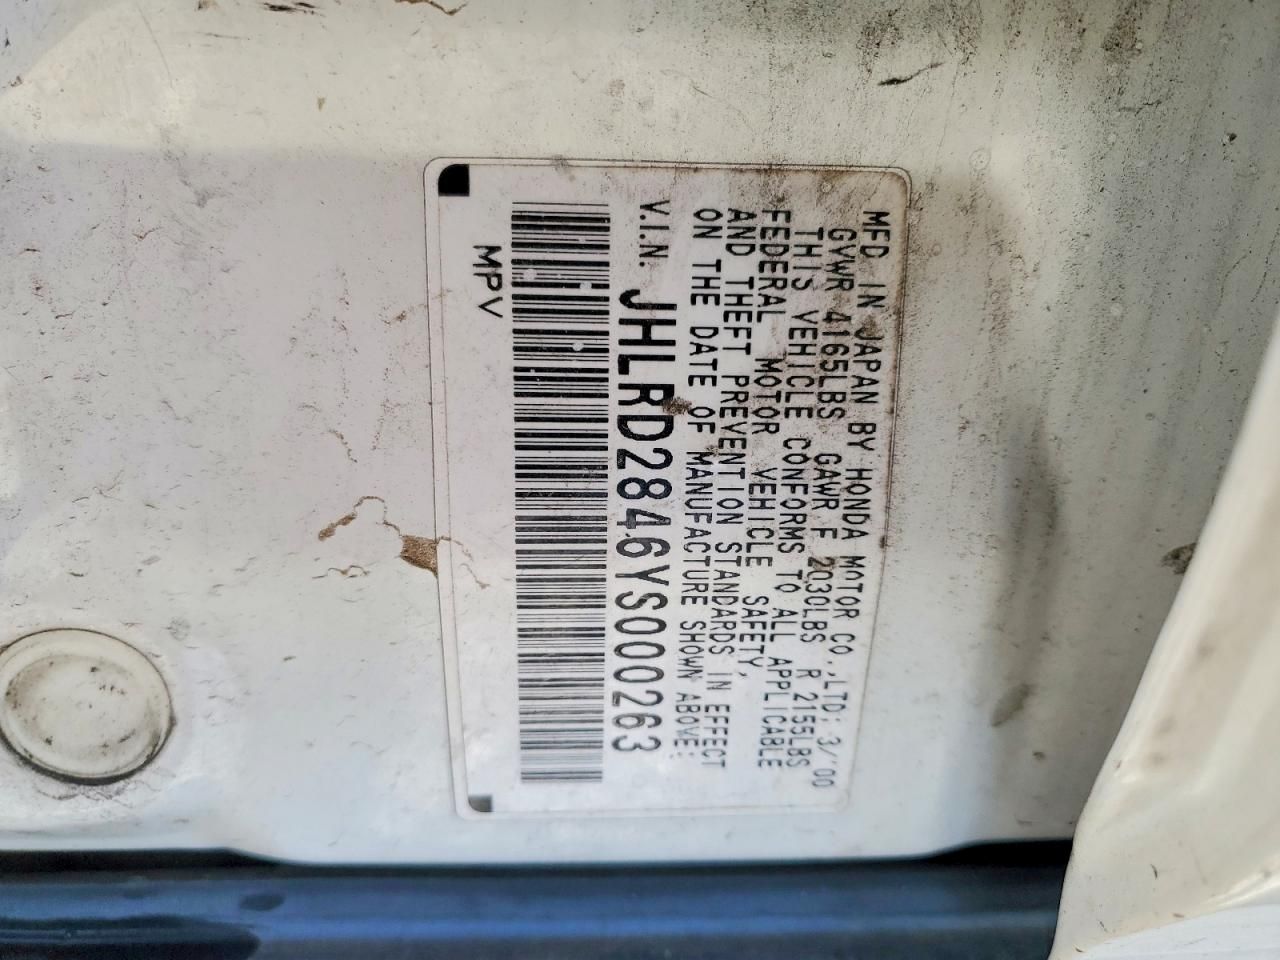 MFD IN JAPAN BY HONDA MOTOR CO.,LTD: 3/'00
GVWR 4165LBS GAWR F 2030LBS R 2155LBS
THIS VEHICLE CONFORMS TO ALL APPLICABLE
FEDERAL MOTOR VEHICLE SAFETY,
AND THEFT PREVENTION STANDARDS IN EFFECT
ON THE DATE OF MANUFACTURE SHOWN ABOVE:
V.I.N. JHLRD2846YS000263
MPV